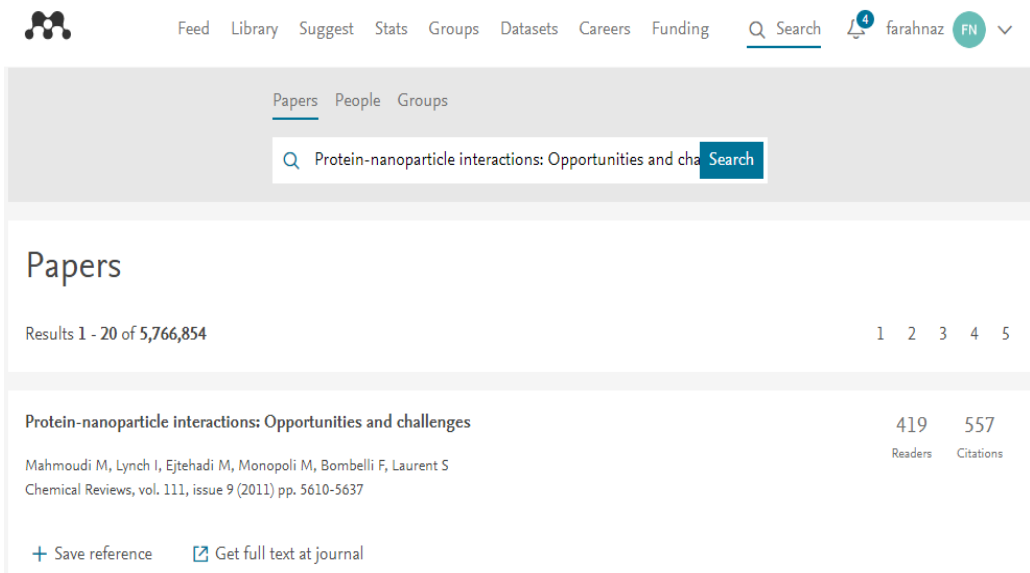 Feed Library Suggest Stats Groups Datasets Careers Funding Search 4 farahnaz FN
Papers People Groups
Protein-nanoparticle interactions: Opportunities and cha Search
Papers
Results 1 - 20 of 5,766,854 1 2 3 4 5
Protein-nanoparticle interactions: Opportunities and challenges 419 557
Readers Citations
Mahmoudi M, Lynch I, Ejtehadi M, Monopoli M, Bombelli F, Laurent S
Chemical Reviews, vol. 111, issue 9 (2011) pp. 5610-5637
Save reference Get full text at journal